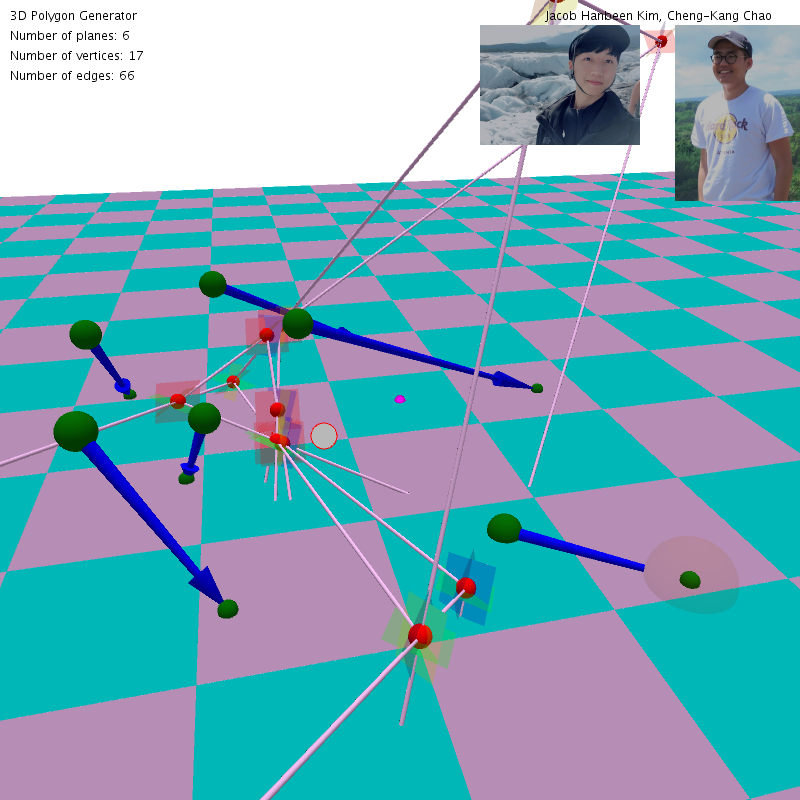 3D Polygon Generator
Jacob Hanbeen Kim, Cheng-Kang Chao
Number of planes: 6
Number of vertices: 17
Number of edges: 66